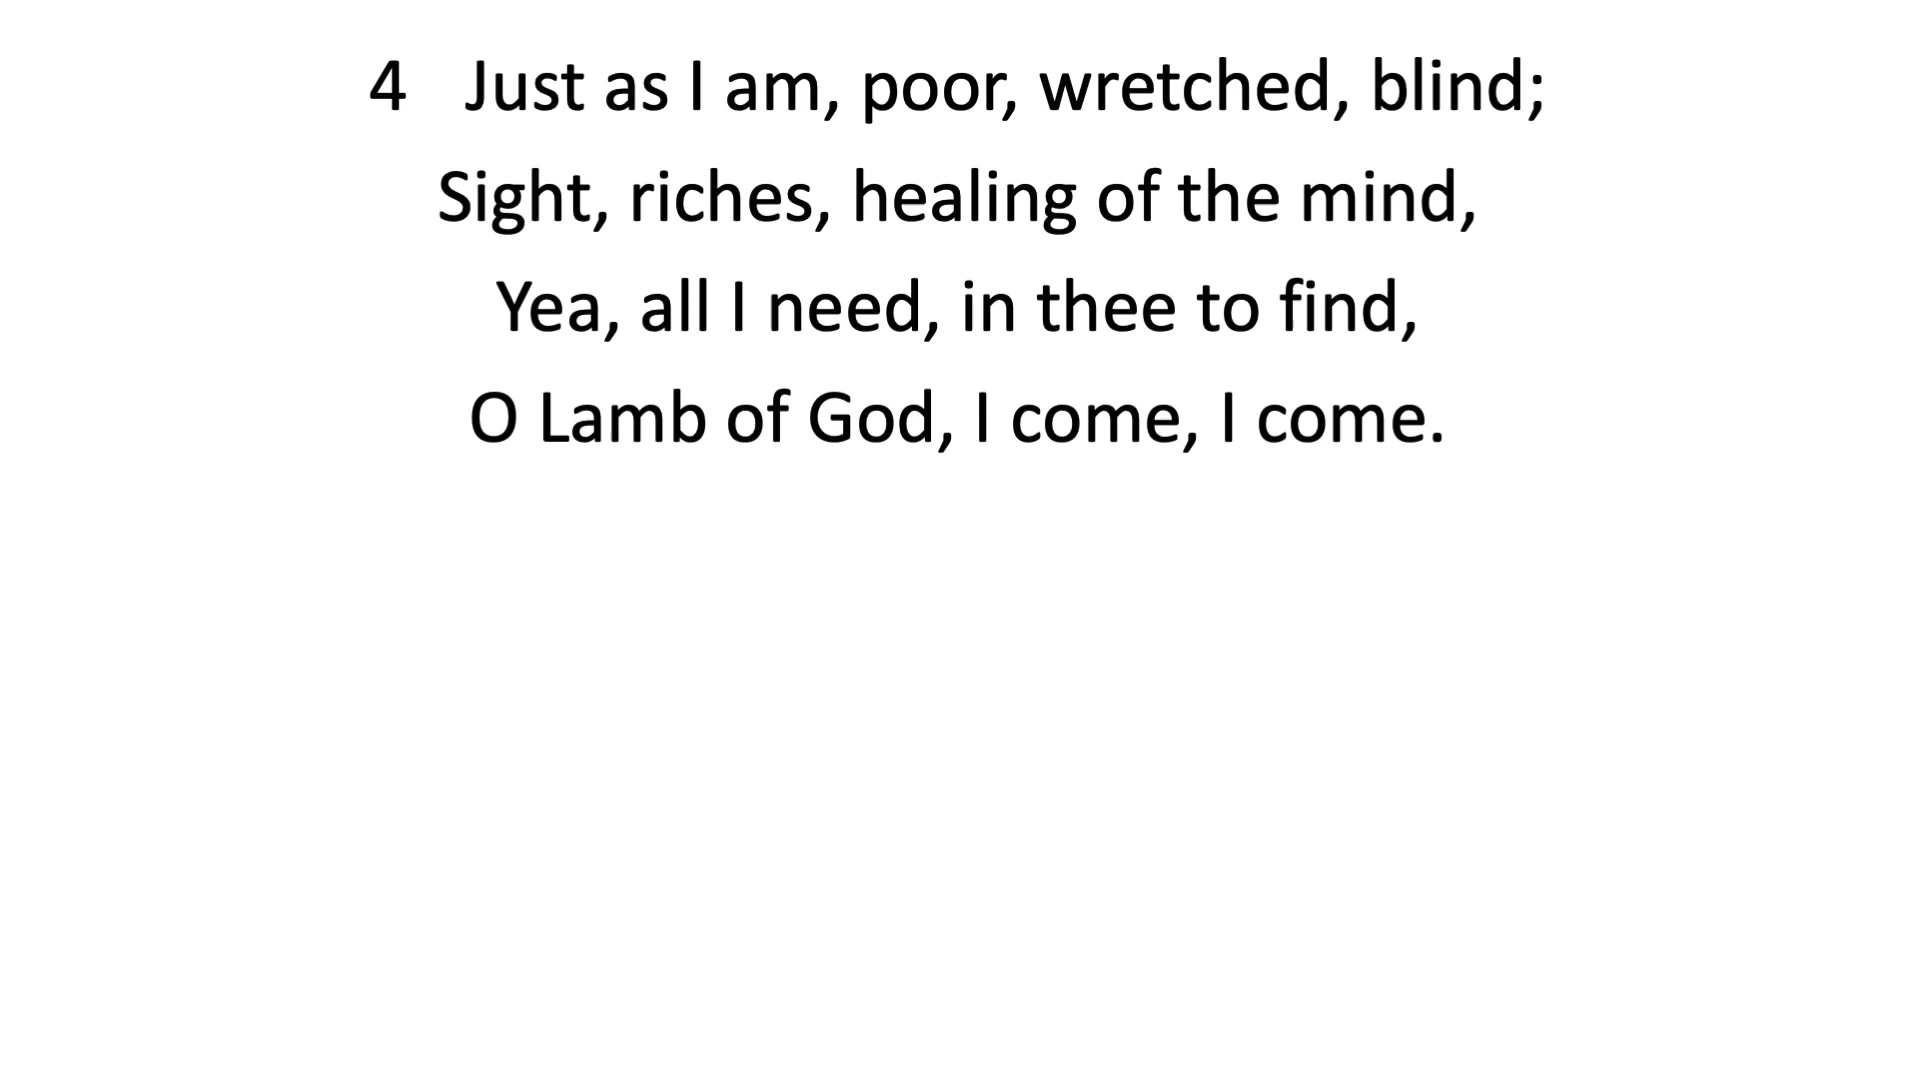 4 Just as I am, poor, wretched, blind;
Sight, riches, healing of the mind,
Yea, all I need, in thee to find,
O Lamb of God, I come, I come.